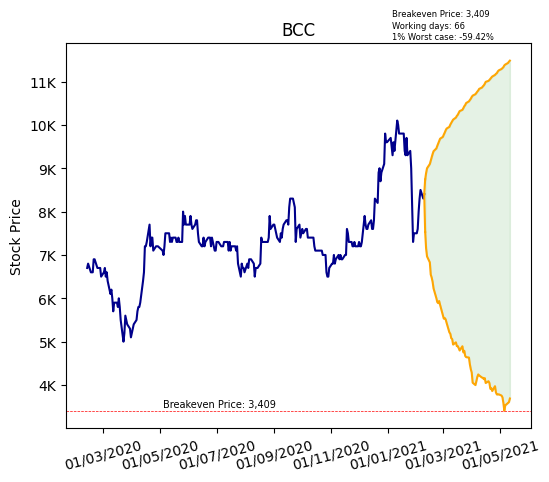 Breakeven Price: 3,409
Working days: 66
1% Worst case: -59.42%
BCC
Stock Price
11K
10K
9K
8K
7K
6K
5K
4K
Breakeven Price: 3,409
01/03/2020
01/05/2020
01/07/2020
01/09/2020
01/11/2020
01/01/2021
01/03/2021
01/05/2021